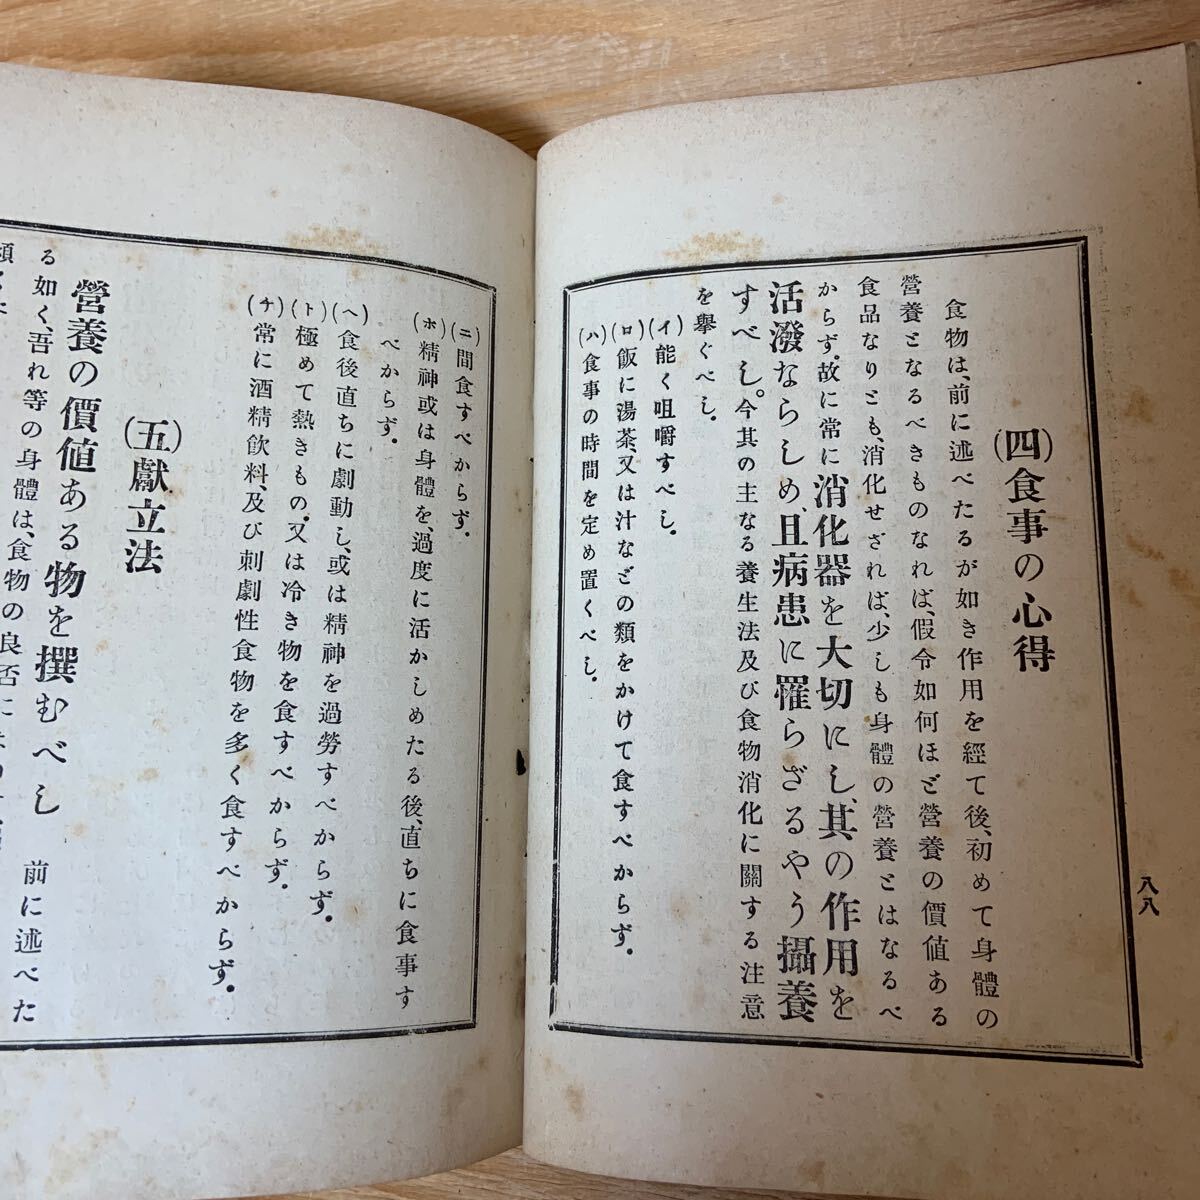 八八
(四)食事の心得
食物は、前に述べたるが如き作用を經て後、初めて身體の
營養となるべきものなれば、假令如何ほど營養の價値ある
食品なりとも、消化せざれば、少しも身體の營養とはなるべ
からず。故に常に消化器を大切にし、其の作用を
活潑ならしめ、且病患に罹らざるやう攝養
すべし。今其の主なる養生法及び食物消化に關する注意
を擧ぐべし。
(イ)能く咀嚼すべし。
(ロ)飯に湯茶、又は汁などの類をかけて食すべからず。
(ハ)食事の時間を定め置くべし。
(ニ)間食すべからず。
(ホ)精神或は身體を、過度に活かしめたる後、直ちに食事す
べからず。
(ヘ)食後直ちに劇動し、或は精神を過勞すべからず。
(ト)極めて熱きもの、又は冷き物を食すべからず。
(チ)常に酒精飮料、及び刺劇性食物を多く食すべからず。
(五)獻立法
營養の價値ある物を撰むべし 前に述べた
る如く、吾れ等の身體は、食物の良否に